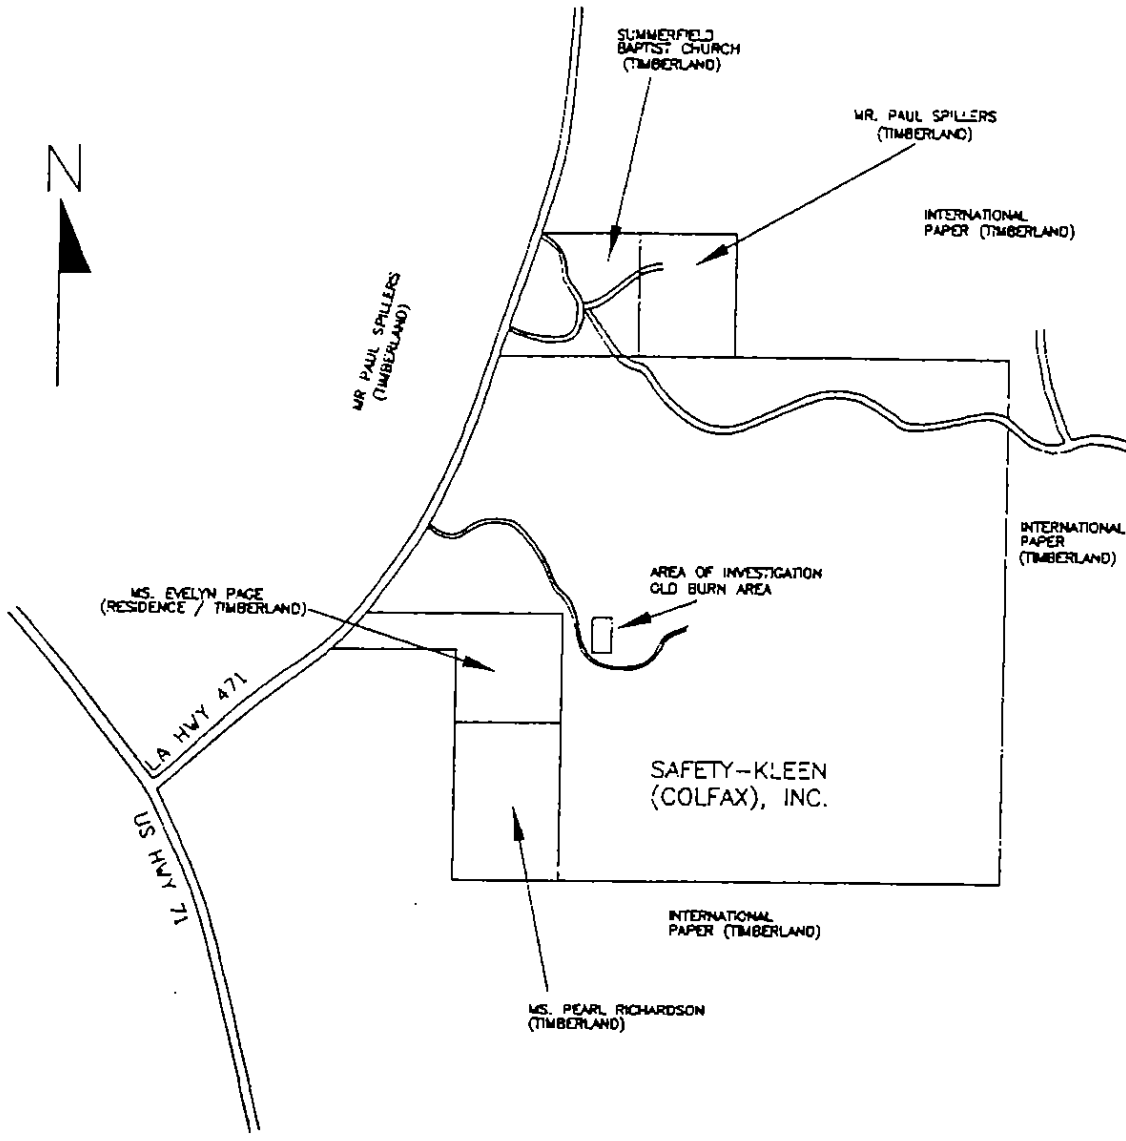 SUMMERFIELD
BAPTIST CHURCH
(TIMBERLAND)
MR. PAUL SPILLERS
(TIMBERLAND)
N
INTERNATIONAL
PAPER (TIMBERLAND)
MR PAUL SPILLERS
(TIMBERLAND)
INTERNATIONAL
PAPER
(TIMBERLAND)
AREA OF INVESTIGATION
OLD BURN AREA
MS. EVELYN PAGE
(RESIDENCE / TIMBERLAND)
LA HWY 471
SAFETY-KLEEN
(COLFAX), INC.
US HWY 71
INTERNATIONAL
PAPER (TIMBERLAND)
MS. PEARL RICHARDSON
(TIMBERLAND)